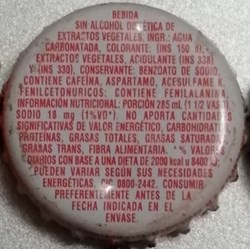 BEBIDA
SIN ALCOHOL DIETÉTICA DE
EXTRACTOS VEGETALES. INGR.: AGUA
CARBONATADA, COLORANTE: (INS 150
EXTRACTOS VEGETALES, ACIDULANTE (INS 338)
Y (INS 330), CONSERVANTE: BENZOATO DE SODIO,
CONTIENE CAFEÍNA, ASPARTAMO, ACESULFAME K.
FENILCETONURICOS: CONTIENE FENILALANINA
INFORMACIÓN NUTRICIONAL: PORCIÓN 285 mL (1 1/2 VASO)
SODIO 18 mg (1%VD*). NO APORTA CANTIDADES
SIGNIFICATIVAS DE VALOR ENERGÉTICO, CARBOHIDRATOS,
PROTEÍNAS, GRASAS TOTALES, GRASAS SATURADAS,
GRASAS TRANS, FIBRA ALIMENTARIA. *% VALORES
DIARIOS CON BASE A UNA DIETA DE 2000 kcal u 8400 kJ.
PUEDEN VARIAR SEGÚN SUS NECESIDADES
ENERGÉTICAS. DIC 0800-2442. CONSUMIR
PREFERENTEMENTE ANTES DE LA
FECHA INDICADA EN EL
ENVASE.